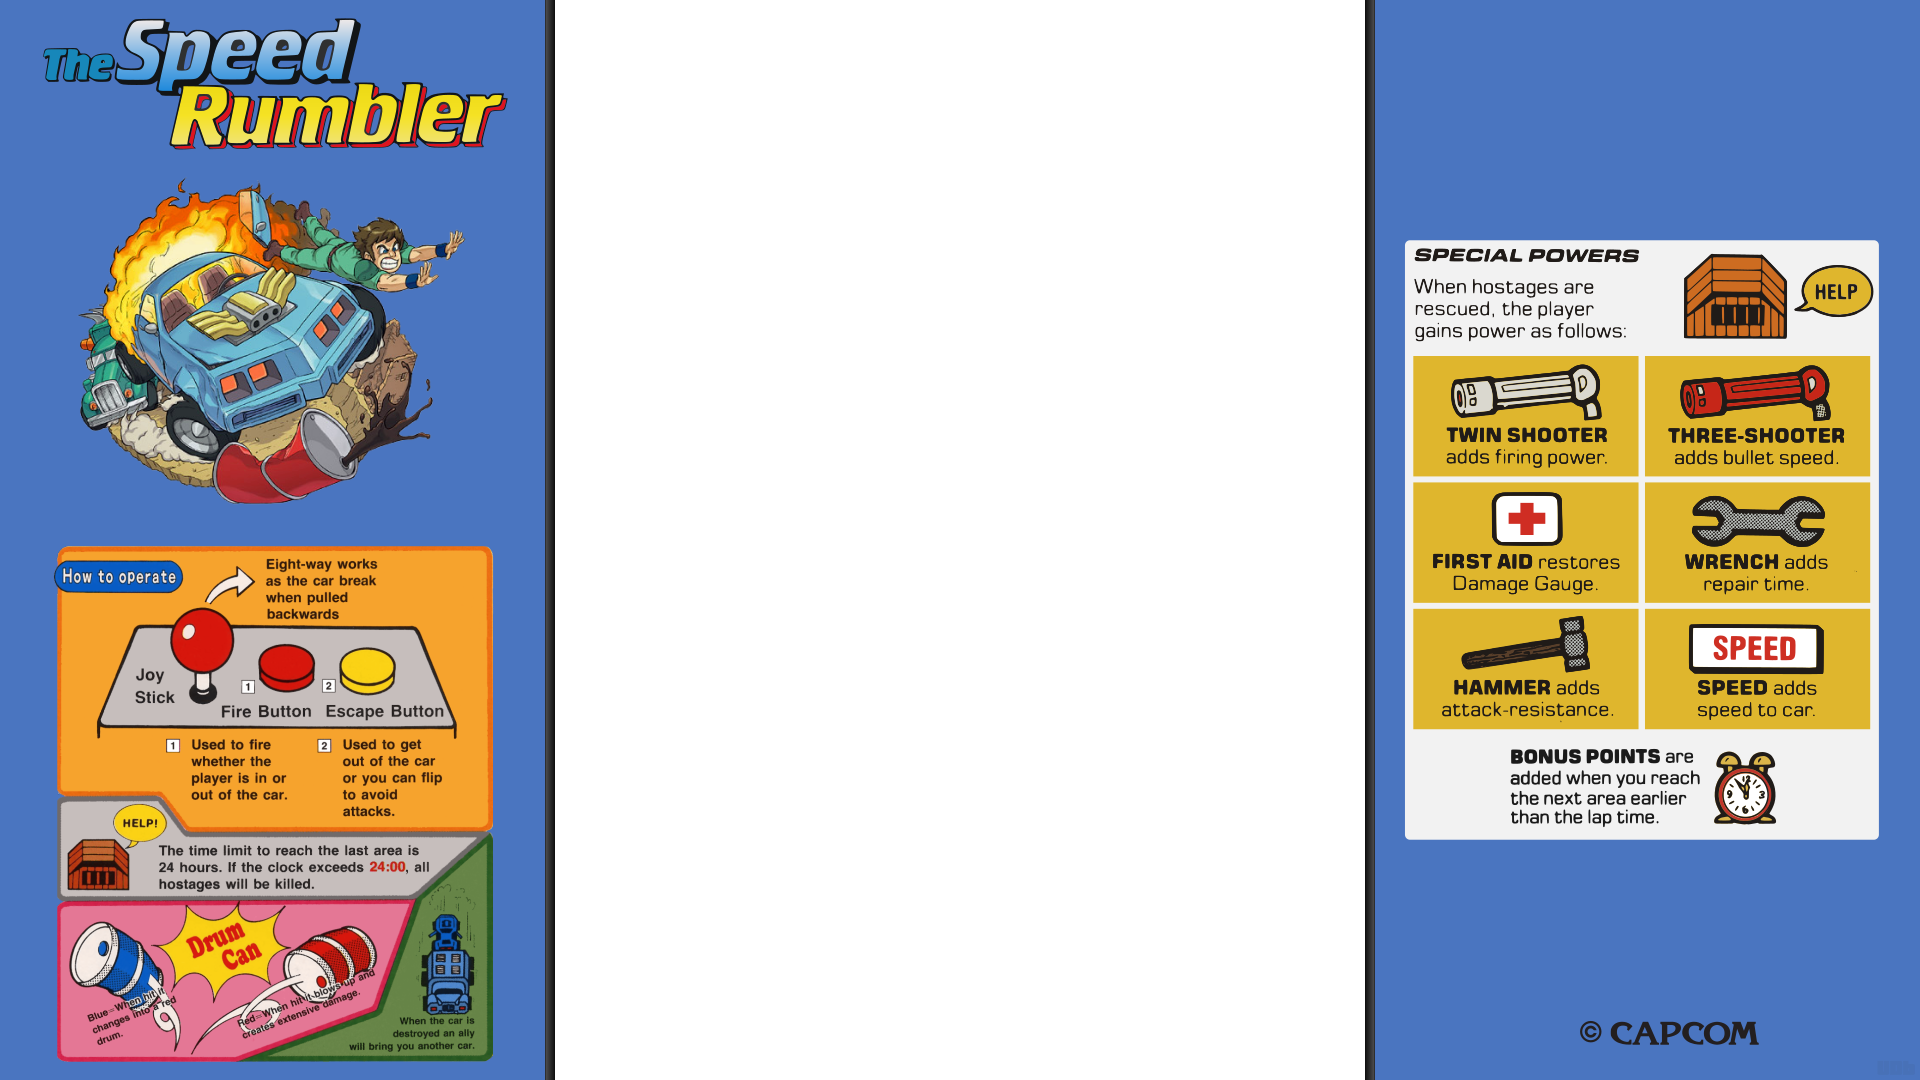 The Speed
Rumbler
How to operate
Eight-way works
as the car break
when pulled
backwards
Joy
Stick
1
2
Fire Button
Escape Button
1 Used to fire
whether the
player is in or
out of the car.
2 Used to get
out of the car
or you can flip
to avoid
attacks.
HELP!
The time limit to reach the last area is
24 hours. If the clock exceeds 24:00, all
hostages will be killed.
Drum
Can
Blue–When hit it
changes into a red
drum.
Red–When hit it blows up and
creates extensive damage.
When the car is
destroyed an ally
will bring you another car.
SPECIAL POWERS
When hostages are
rescued, the player
gains power as follows:
HELP
TWIN SHOOTER
adds firing power.
THREE-SHOOTER
adds bullet speed.
FIRST AID restores
Damage Gauge.
WRENCH adds
repair time.
HAMMER adds
attack-resistance.
SPEED
SPEED adds
speed to car.
BONUS POINTS are
added when you reach
the next area earlier
than the lap time.
12
9 3
6
© CAPCOM